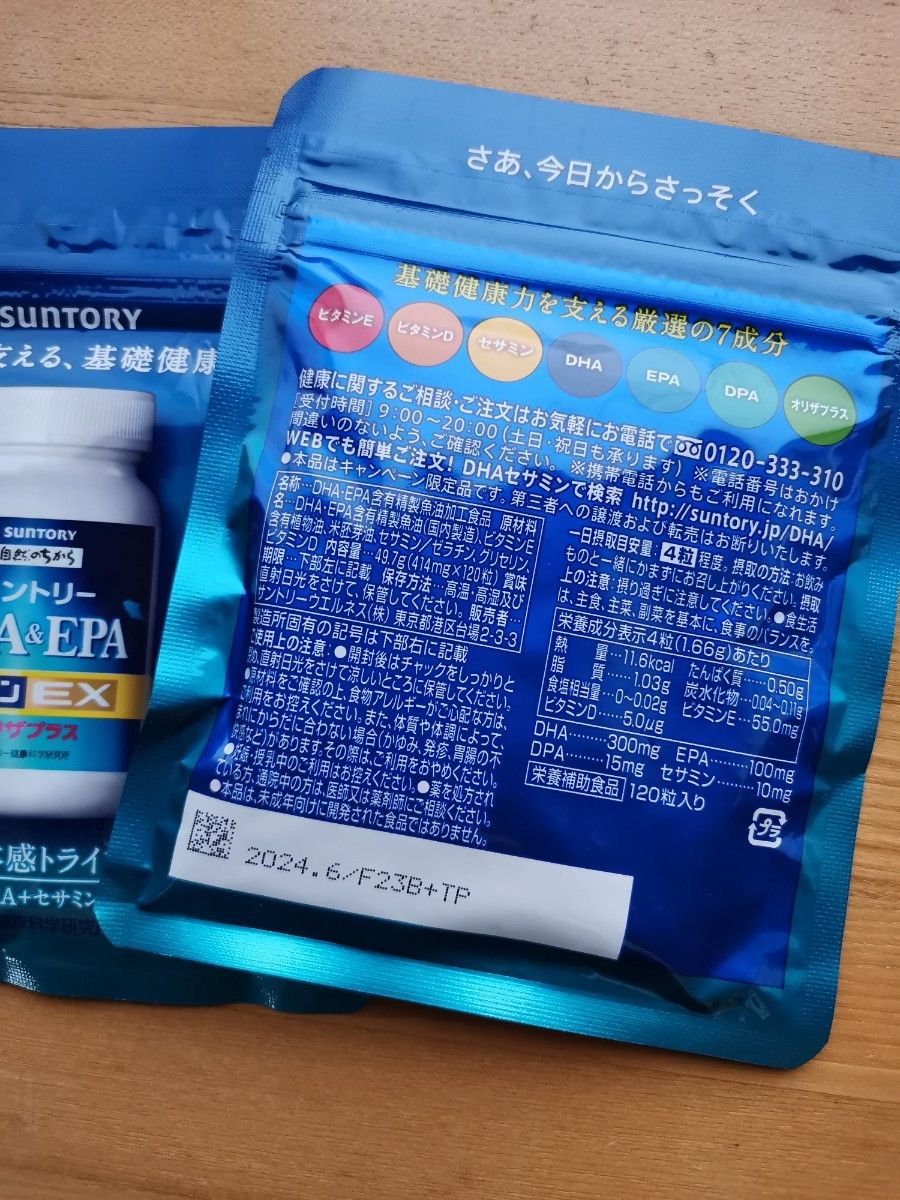 さあ、今日からさっそく
基礎健康力を支える厳選の7成分
ビタミンE
ビタミンD
セサミン
DHA
EPA
DPA
オリザプラス
健康に関するご相談・ご注文はお気軽にお電話で 0120-333-310
[受付時間] 9:00~20:00(土日・祝日も承ります) ※電話番号はおかけ
間違いのないよう、ご確認ください。 ※携帯電話からもご利用になれます。
WEBでも簡単ご注文! DHAセサミンで検索 http://suntory.jp/DHA/
●本品はキャンペーン限定品です。第三者への譲渡および転売はお断りいたします。
名称…DHA・EPA含有精製魚油加工食品 原材料
名…DHA・EPA含有精製魚油(国内製造)、ビタミンE
含有植物油、米胚芽油、セサミン/ゼラチン、グリセリン、
ビタミンD 内容量…49.7g(414mg×120粒) 賞味
期限…下部左に記載 保存方法…高温・高湿及び
直射日光をさけて、保管してください。 販売者…
サントリーウエルネス(株) 東京都港区台場2-3-3
製造所固有の記号は下部右に記載
使用上の注意:●開封後はチャックをしっかりと
直射日光をさけて涼しいところに保管してください。
原材料をご確認の上、食物アレルギーがご心配な方は、
利用をお控えください。また、体質や体調によって、
まれにからだに合わない場合(かゆみ、発疹、胃腸の不
快感など)があります。その際は、ご利用をおやめください。
妊娠・授乳中のご利用はお控えください。●薬を処方され
ている方、通院中の方は、医師又は薬剤師にご相談ください。
●本品は、未成年向けに開発された食品ではありません。
一日摂取目安量:4粒程度。摂取の方法:お飲み
ものと一緒にかまずにお召し上がりください。摂取
上の注意:摂り過ぎに注意してください。●食生活
は、主食、主菜、副菜を基本に、食事のバランスを。
栄養成分表示4粒(1.66g)あたり
熱 量…11.6kcal たんぱく質……0.50g
脂 質………1.03g 炭水化物…0.04~0.11g
食塩相当量…0~0.02g ビタミンE…55.0mg
ビタミンD……5.0μg
DHA………300mg EPA………100mg
DPA………15mg セサミン………10mg
栄養補助食品 120粒入り
プラ
2024.6/F23B+TP
SUNTORY
支える、基礎健康
SUNTORY
自然のちから
ントリー
A&EPA
ンEX
ザプラス
リー健康科学研究所
体感トライ
A+セサミン
康科学研究